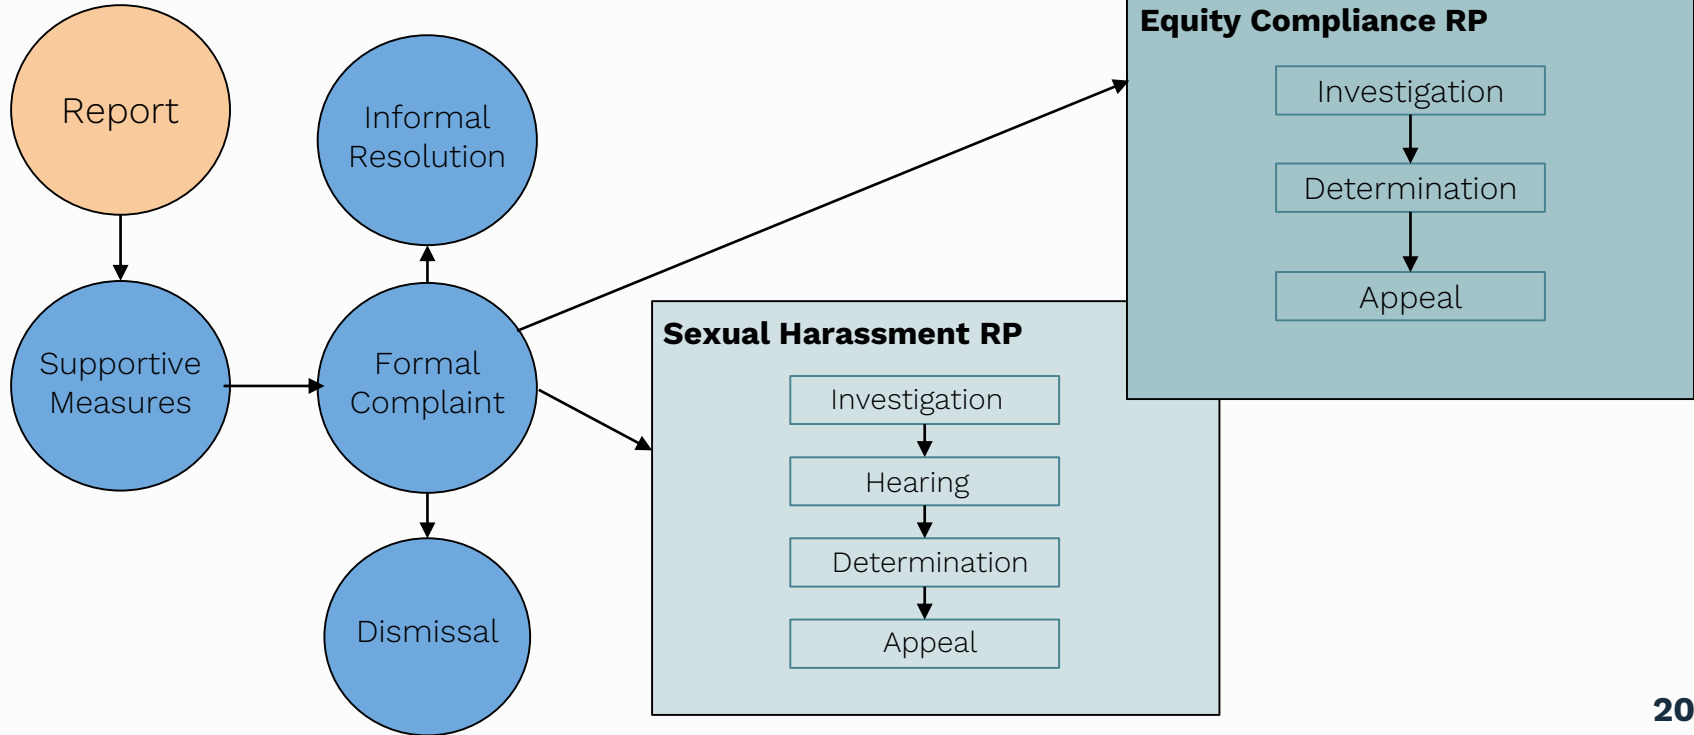 Report
Supportive
Measures
Informal
Resolution
Formal
Complaint
Dismissal
Sexual Harassment RP
Investigation
Hearing
Determination
Appeal
Equity Compliance RP
Investigation
Determination
Appeal
20